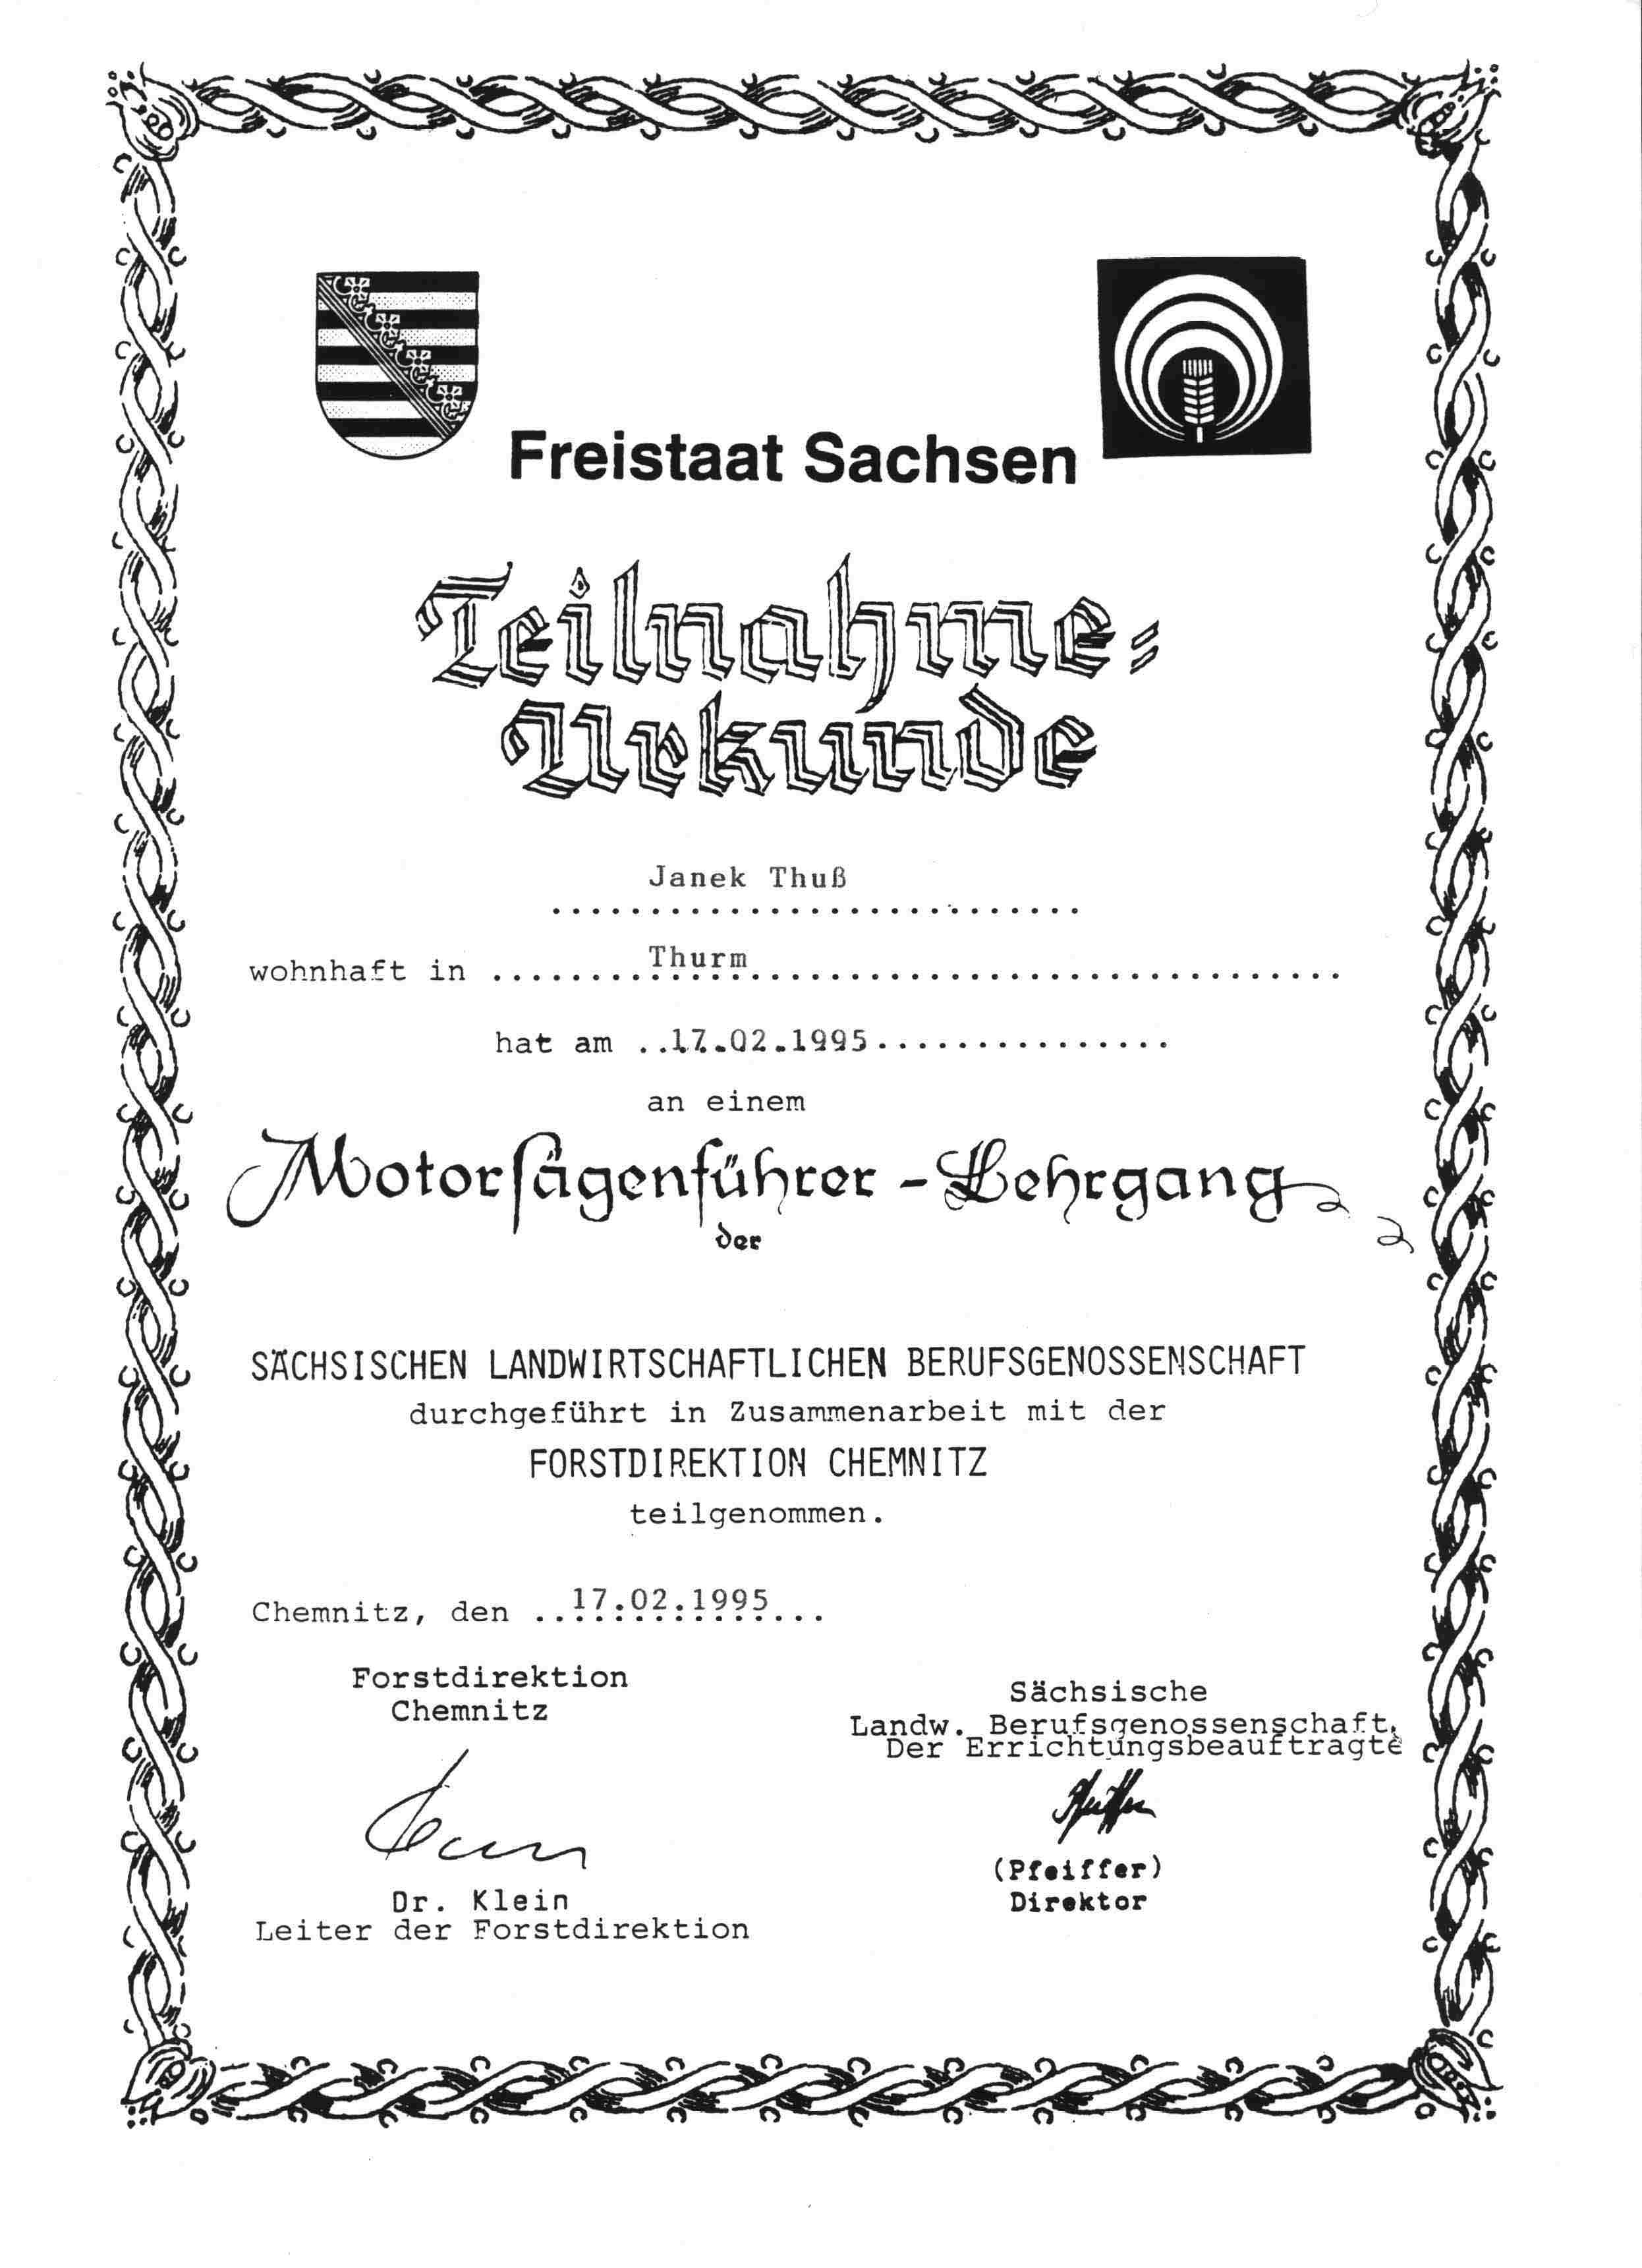 Freistaat Sachsen
Teilnahme=
Urkunde
Janek Thuß
wohnhaft in ........Thurm..............................
hat am ..17.02.1995...............
an einem
Motorsägenführer-Lehrgang
der
SÄCHSISCHEN LANDWIRTSCHAFTLICHEN BERUFSGENOSSENSCHAFT
durchgeführt in Zusammenarbeit mit der
FORSTDIREKTION CHEMNITZ
teilgenommen.
Chemnitz, den ..17.02.1995...
Forstdirektion
Chemnitz
Sächsische
Landw. Berufsgenossenschaft
Der Errichtungsbeauftragte
Dr. Klein
Leiter der Forstdirektion
(Pfeiffer)
Direktor